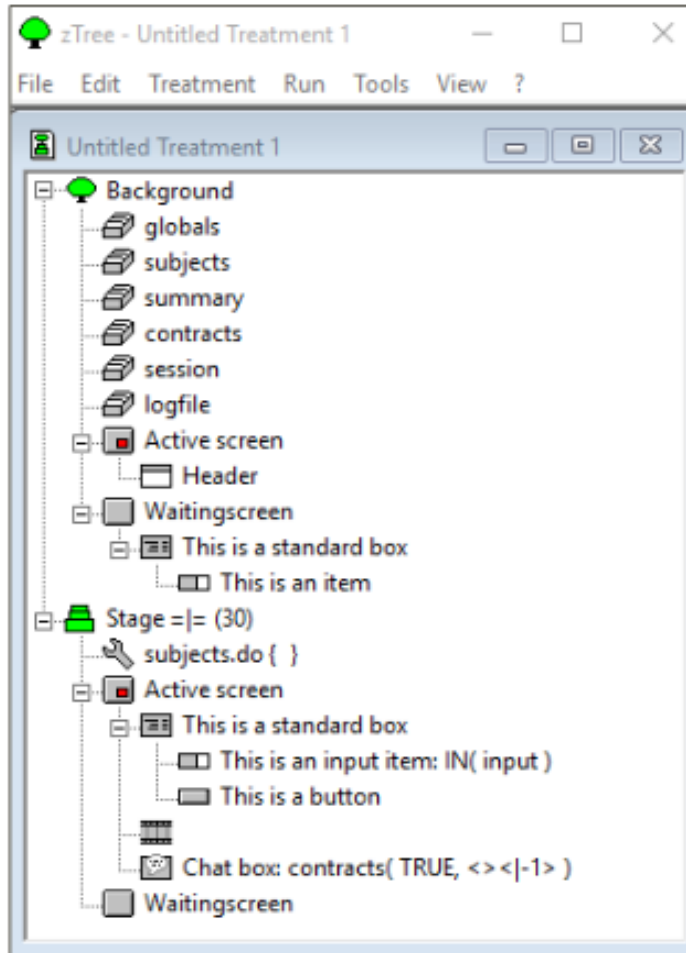 zTree - Untitled Treatment 1
File Edit Treatment Run Tools View ?
Untitled Treatment 1
Background
globals
subjects
summary
contracts
session
logfile
Active screen
Header
Waitingscreen
This is a standard box
This is an item
Stage =|= (30)
subjects.do { }
Active screen
This is a standard box
This is an input item: IN( input )
This is a button
Chat box: contracts( TRUE, <><|-1> )
Waitingscreen